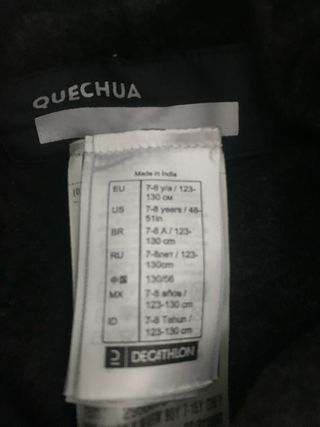 QUECHUA
Made in India
EU 7-8 y/a / 123-
130 см
US 7-8 years / 48-
51in
BR 7-8 A / 123-
130 cm
RU 7-8лет / 123-
130cm
中国 130/56
MX 7-8 años /
123-130 cm
ID 7-8 Tahun /
123-130 cm
DECATHLON